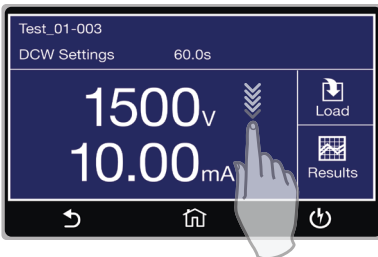 Test_01-003
DCW Settings 60.0s
1500V
10.00mA
Load
Results